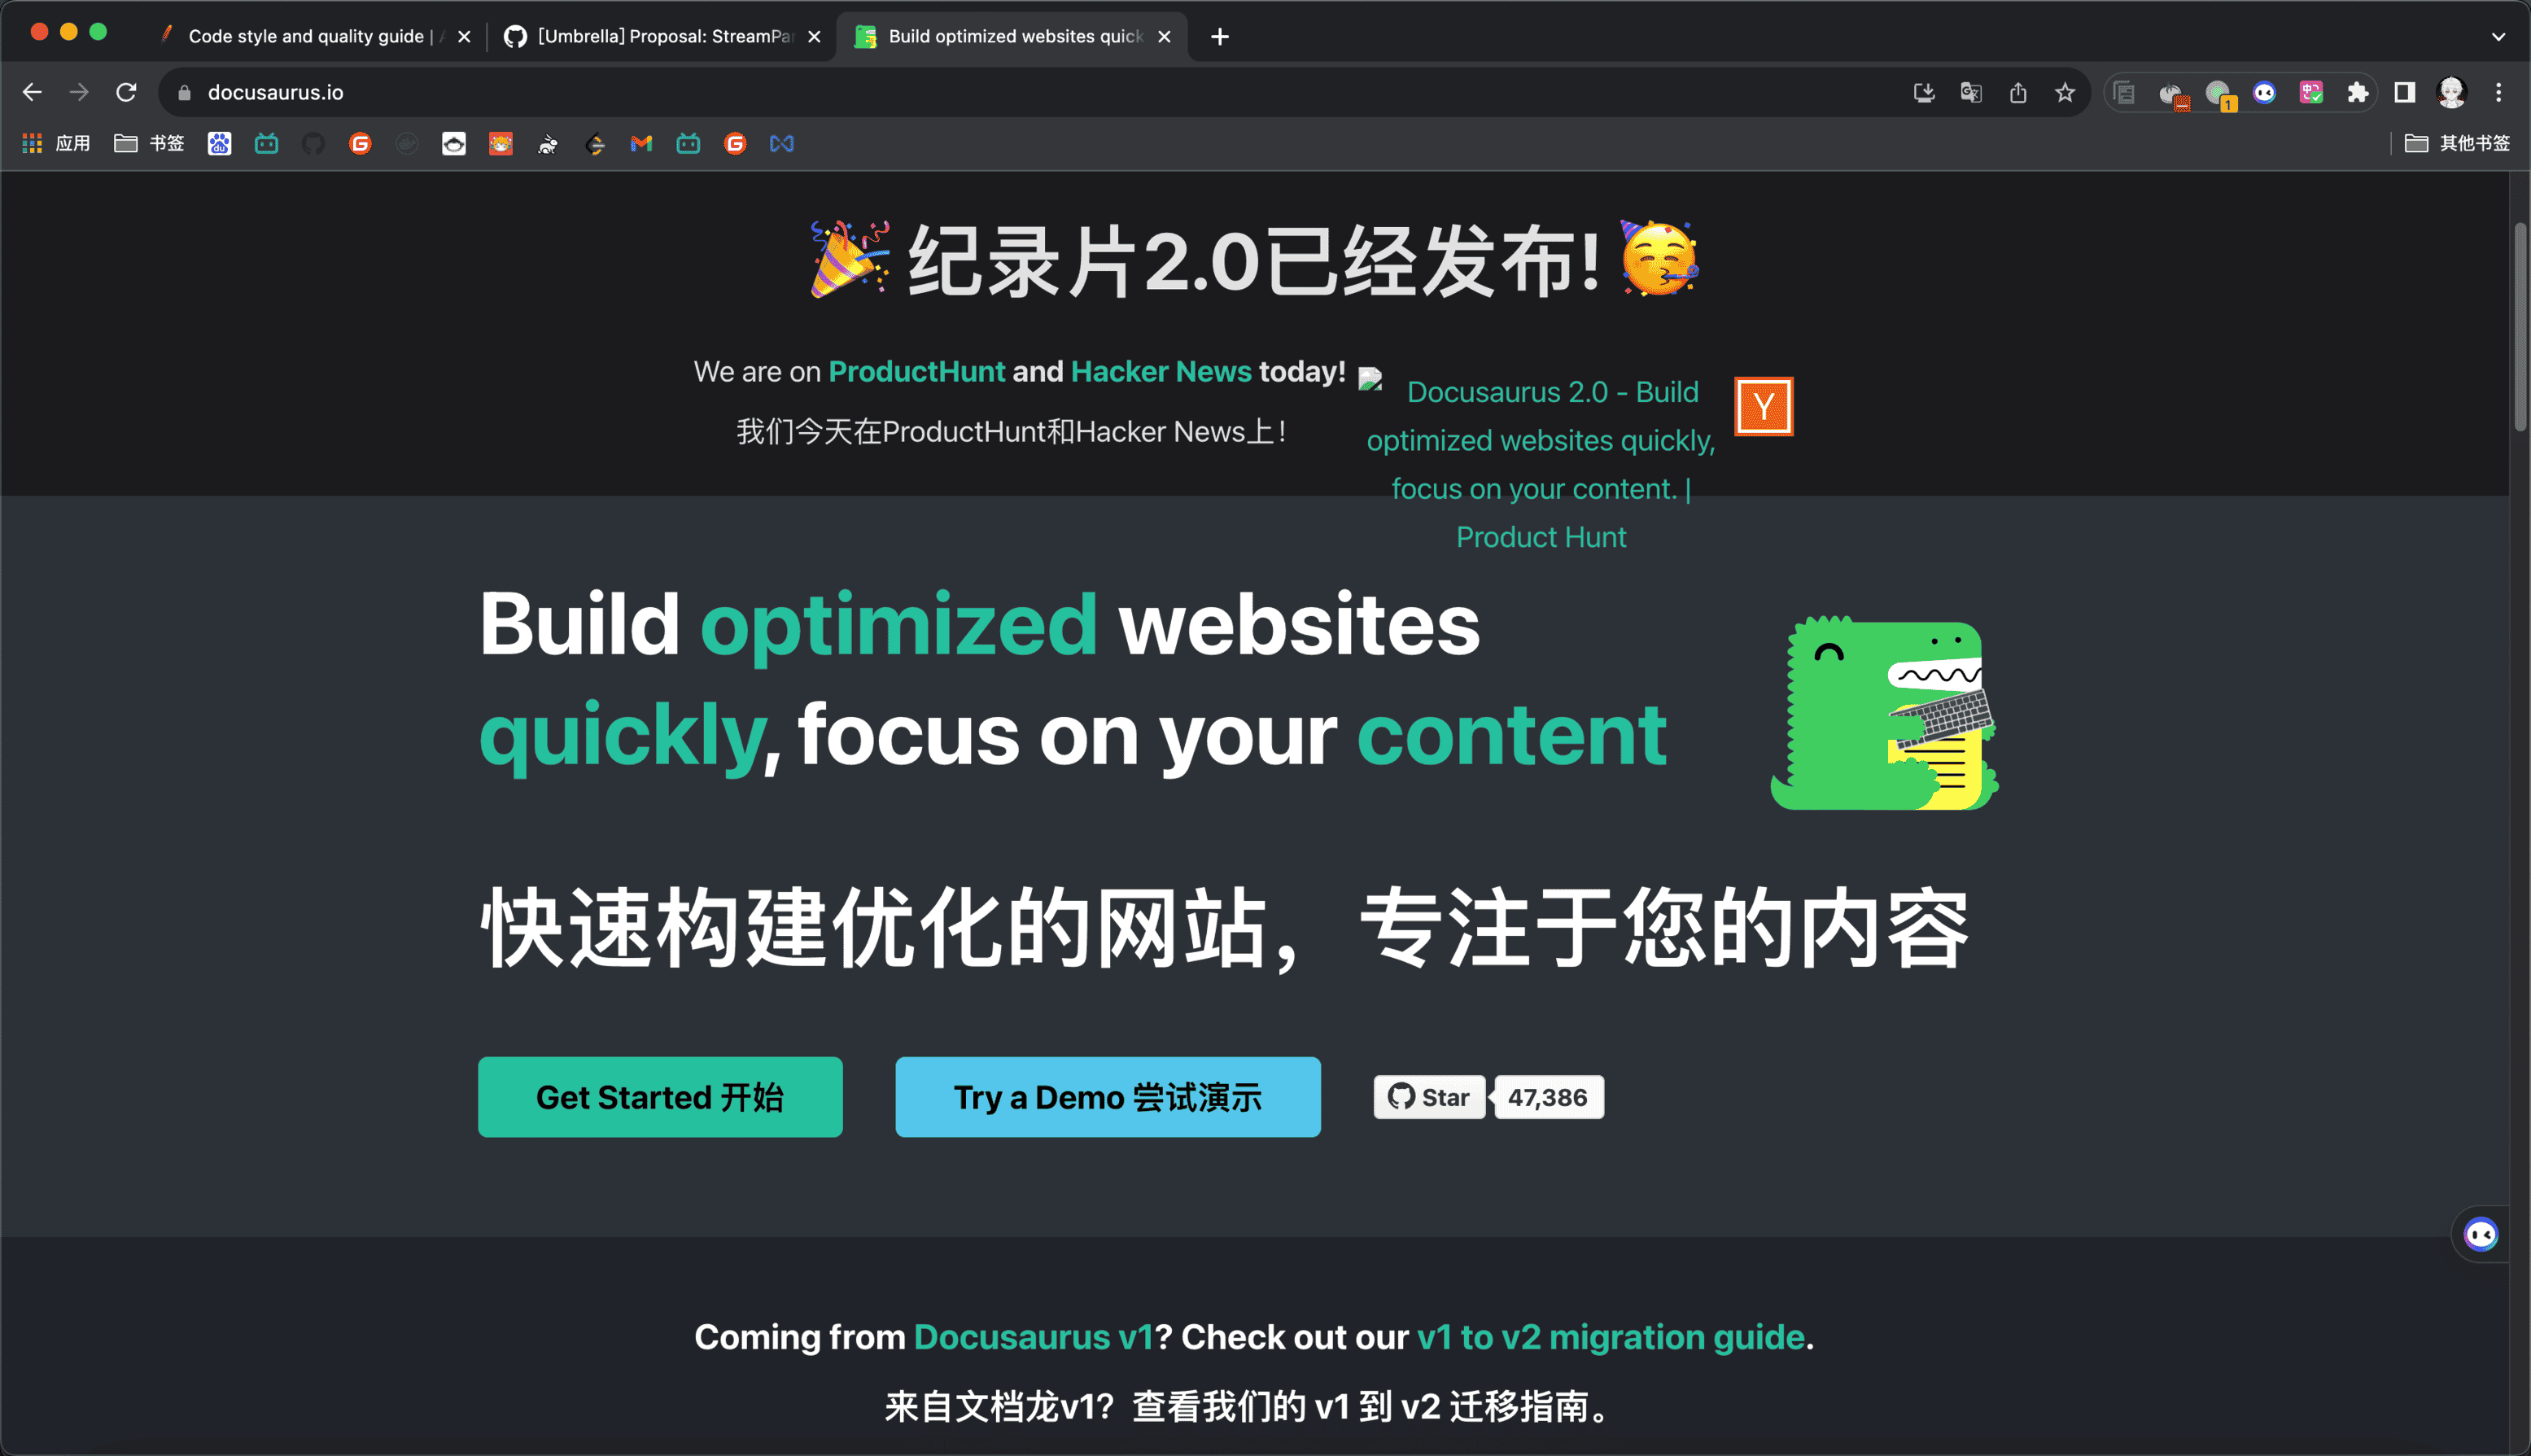 Code style and quality guide |
[Umbrella] Proposal: StreamPar
Build optimized websites quick
docusaurus.io
1
应用
书签
du
其他书签
纪录片2.0已经发布!
We are on ProductHunt and Hacker News today!
我们今天在ProductHunt和Hacker News上！
Docusaurus 2.0 - Build
optimized websites quickly,
focus on your content. |
Product Hunt
Y
Build optimized websites
quickly, focus on your content
快速构建优化的网站，专注于您的内容
Get Started 开始
Try a Demo 尝试演示
Star
47,386
Coming from Docusaurus v1? Check out our v1 to v2 migration guide.
来自文档龙v1？查看我们的 v1 到 v2 迁移指南。